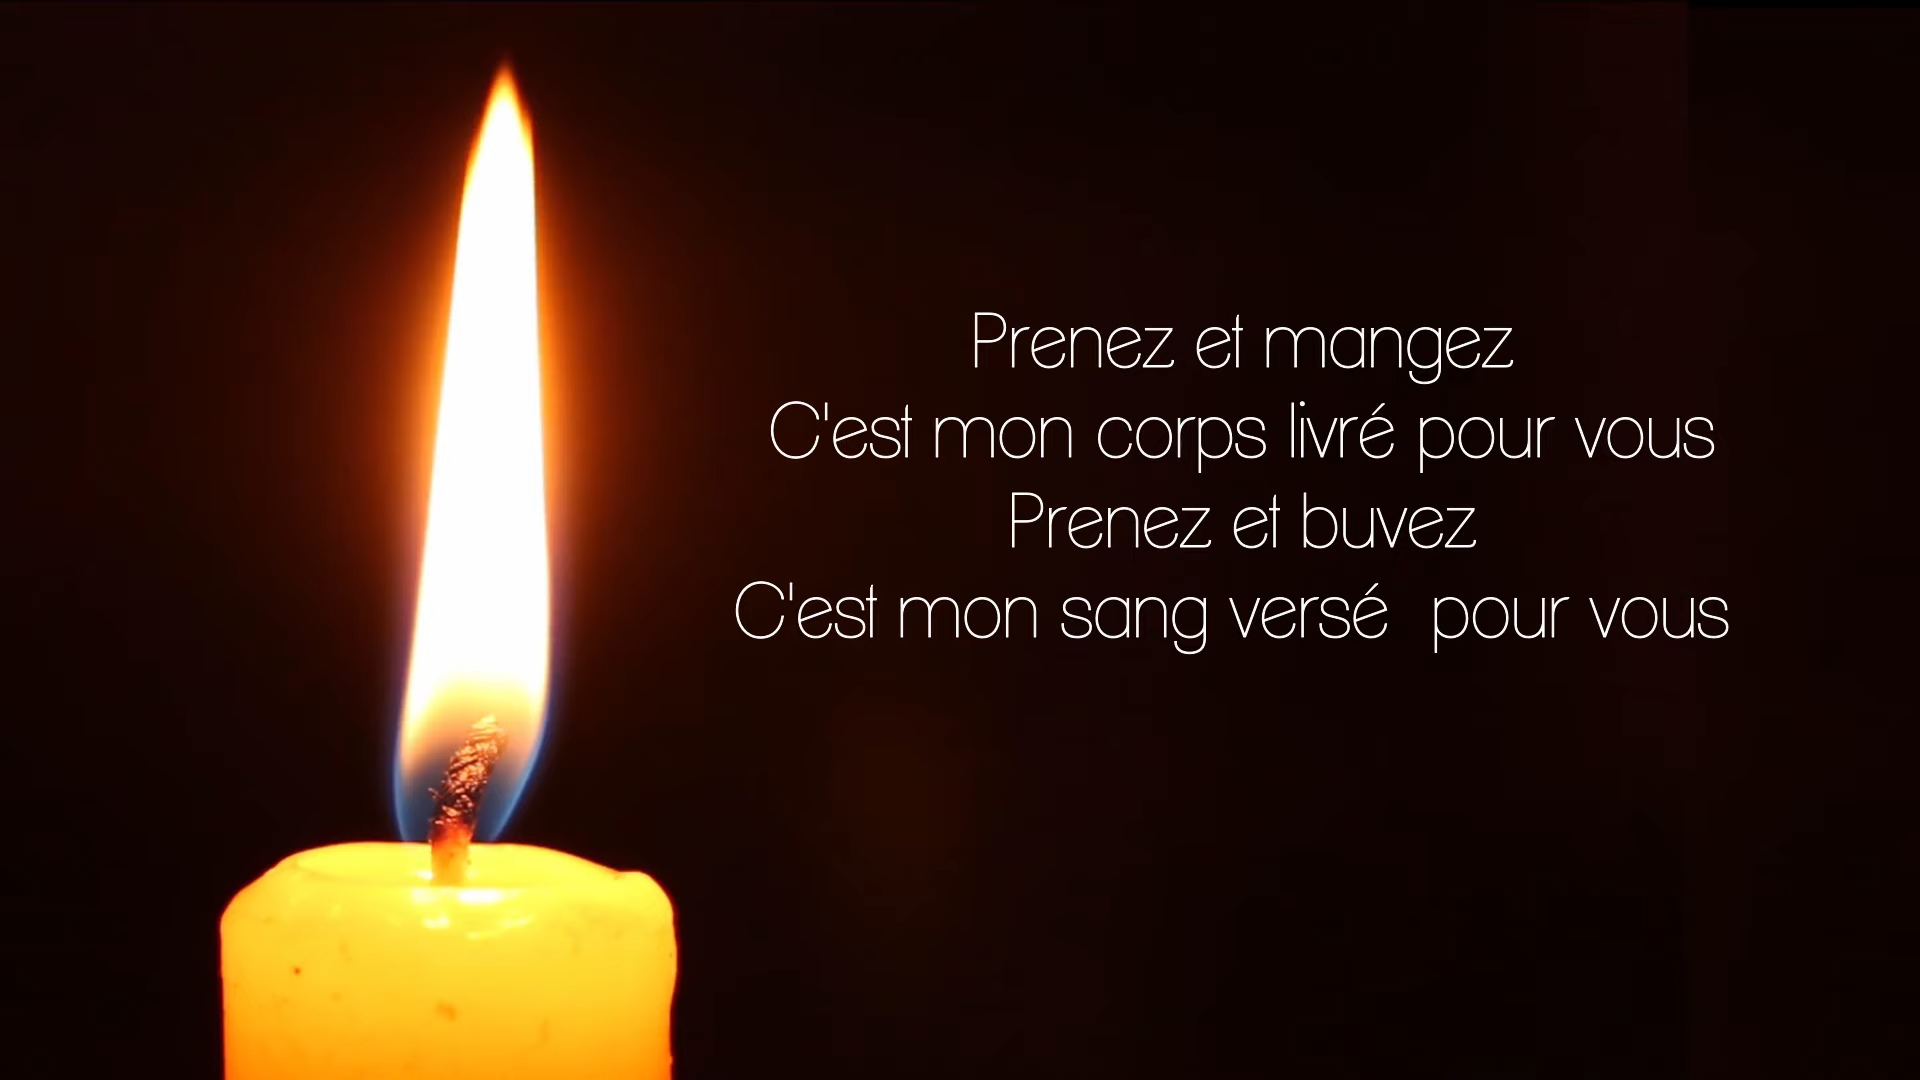 Prenez et mangez
C'est mon corps livré pour vous
Prenez et buvez
C'est mon sang versé  pour vous